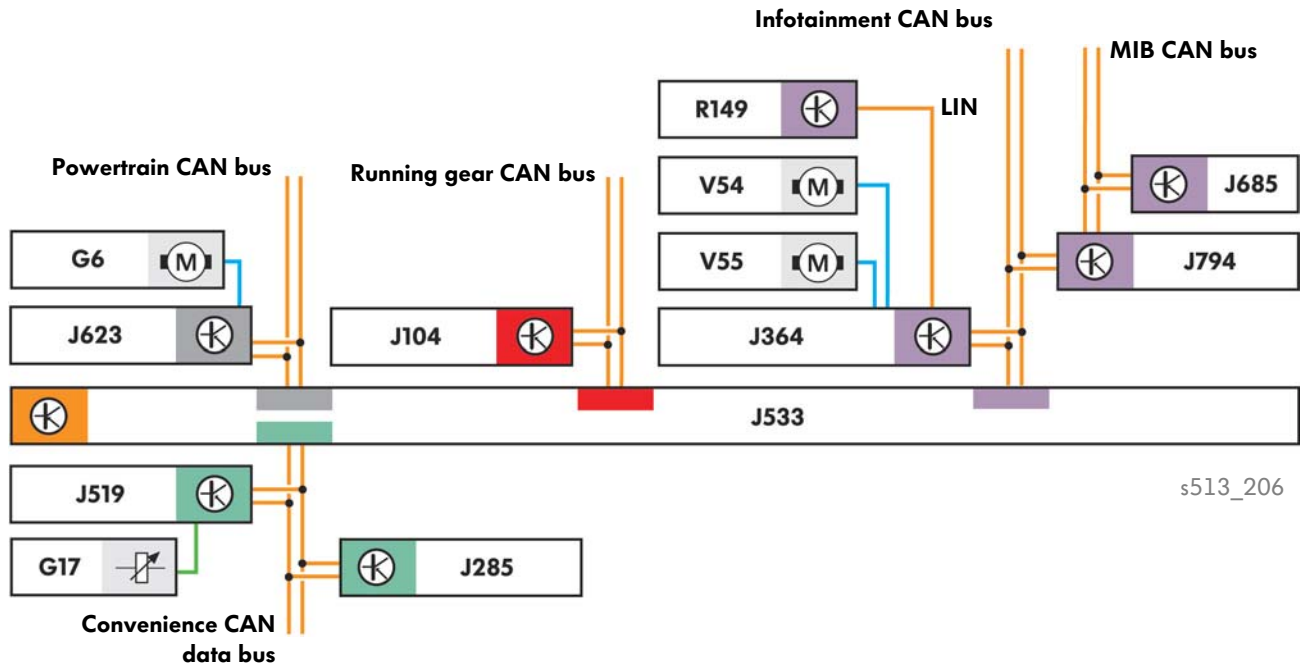 Infotainment CAN bus
MIB CAN bus
R149
LIN
Powertrain CAN bus
Running gear CAN bus
V54
M
J685
G6
M
V55
M
J794
J623
J104
J364
J533
J519
s513_206
G17
J285
Convenience CAN
data bus